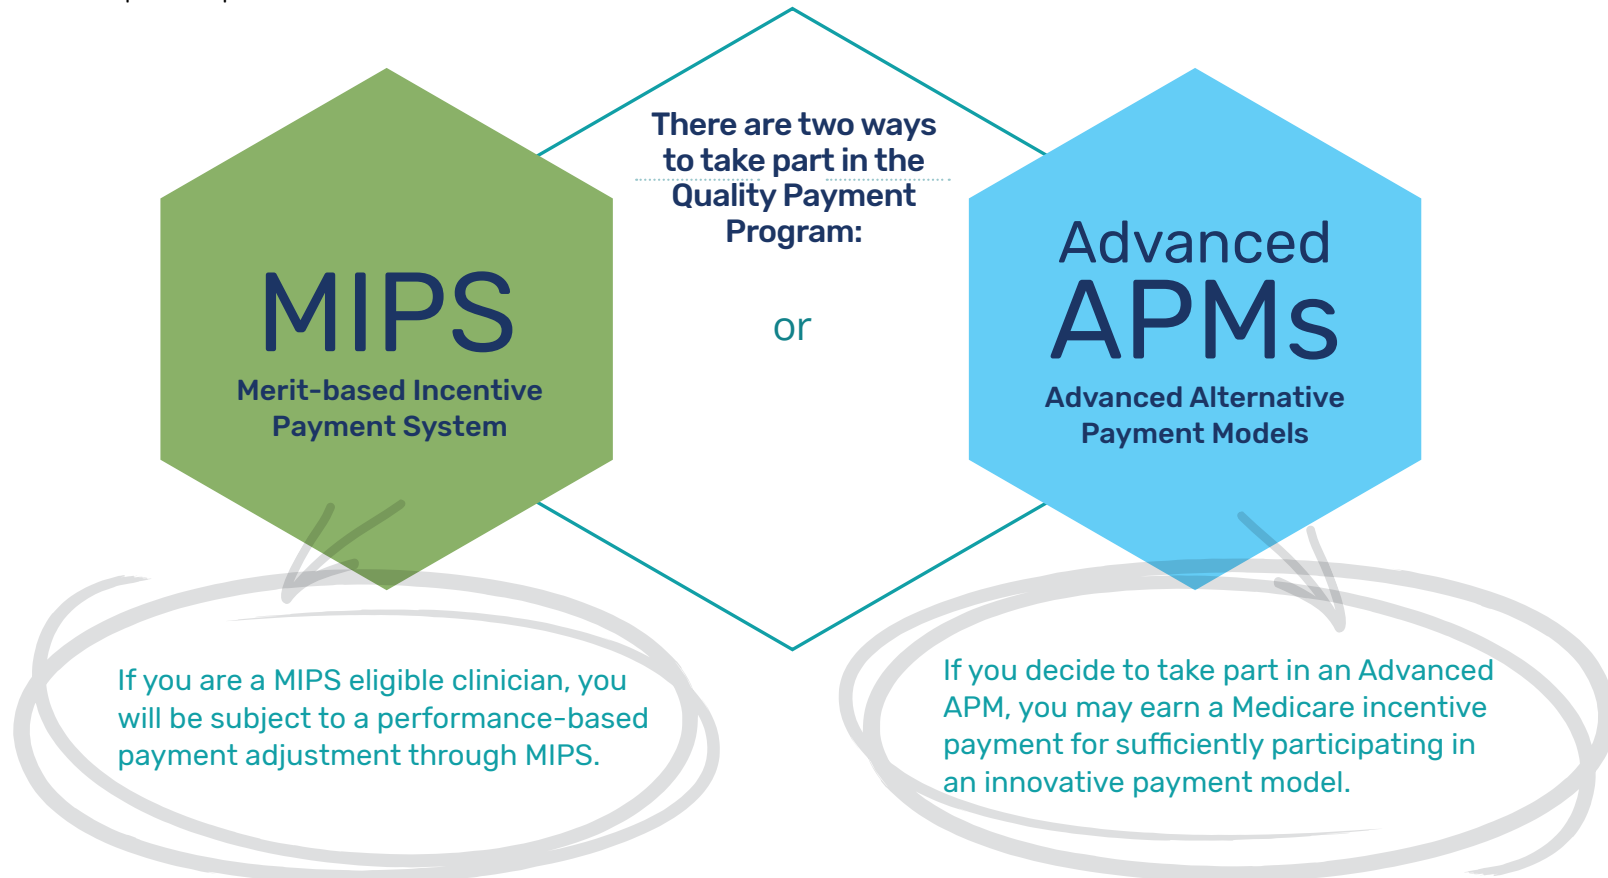 There are two ways
to take part in the
Quality Payment
Program:
MIPS
Merit-based Incentive
Payment System
or
Advanced
APMs
Advanced Alternative
Payment Models
If you are a MIPS eligible clinician, you
will be subject to a performance-based
payment adjustment through MIPS.
If you decide to take part in an Advanced
APM, you may earn a Medicare incentive
payment for sufficiently participating in
an innovative payment model.